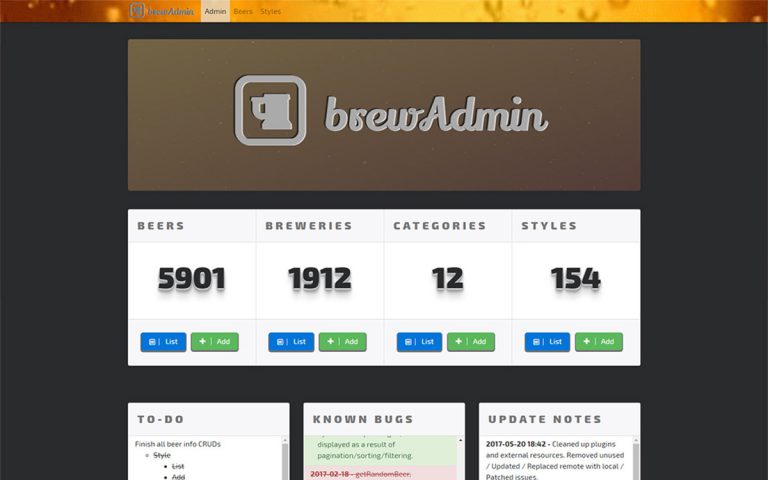 brewAdmin Admin Beers Styles
brewAdmin
BEERS BREWERIES CATEGORIES STYLES
5901 1912 12 154
List Add List Add List Add List Add
TO-DO
Finish all beer info CRUDs
Style
List
Add
KNOWN BUGS
displayed as a result of
pagination/sorting/filtering.
2017-02-18 - getRandomBeer,
UPDATE NOTES
2017-05-20 18:42 - Cleaned up plugins
and external resources. Removed unused
/ Updated / Replaced remote with local /
Patched issues.